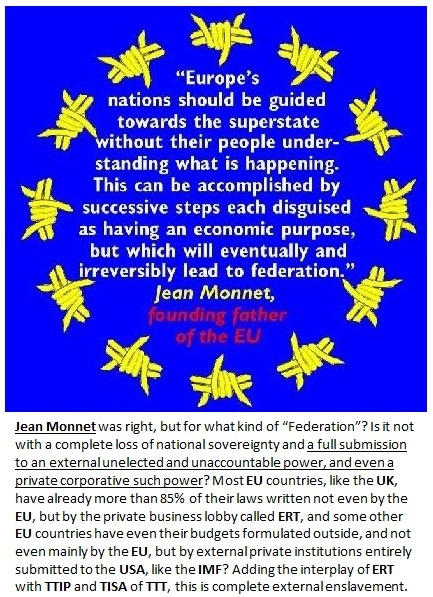 “Europe’s
nations should be guided
towards the superstate
without their people under-
standing what is happening.
This can be accomplished by
successive steps each disguised
as having an economic purpose,
but which will eventually and
irreversibly lead to federation.”
Jean Monnet,
founding father
of the EU
Jean Monnet was right, but for what kind of “Federation”? Is it not
with a complete loss of national sovereignty and a full submission
to an external unelected and unaccountable power, and even a
private corporative such power? Most EU countries, like the UK,
have already more than 85% of their laws written not even by the
EU, but by the private business lobby called ERT, and some other
EU countries have even their budgets formulated outside, and not
even mainly by the EU, but by external private institutions entirely
submitted to the USA, like the IMF? Adding the interplay of ERT
with TTIP and TISA of TTT, this is complete external enslavement.